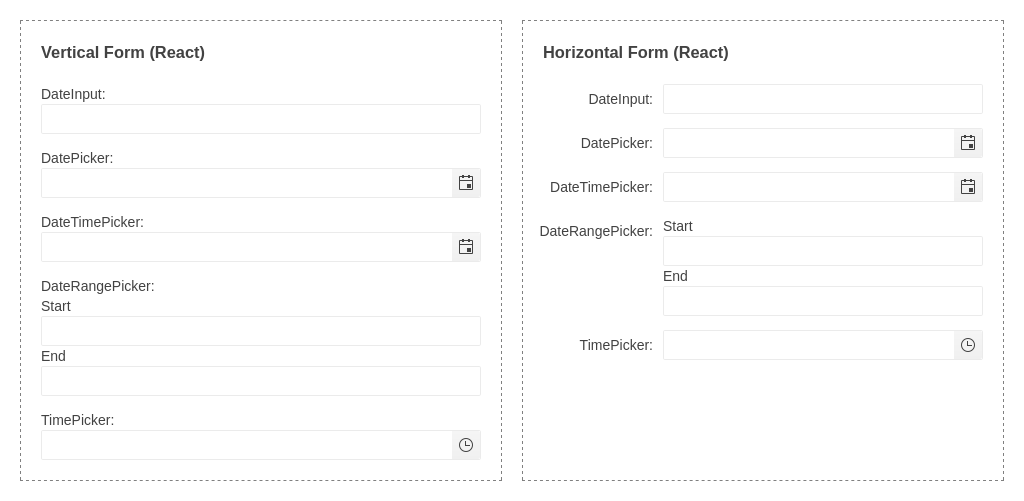 Vertical Form (React)
DateInput:
DatePicker:
DateTimePicker:
DateRangePicker:
Start
End
TimePicker:
Horizontal Form (React)
DateInput:
DatePicker:
DateTimePicker:
DateRangePicker:
Start
End
TimePicker: